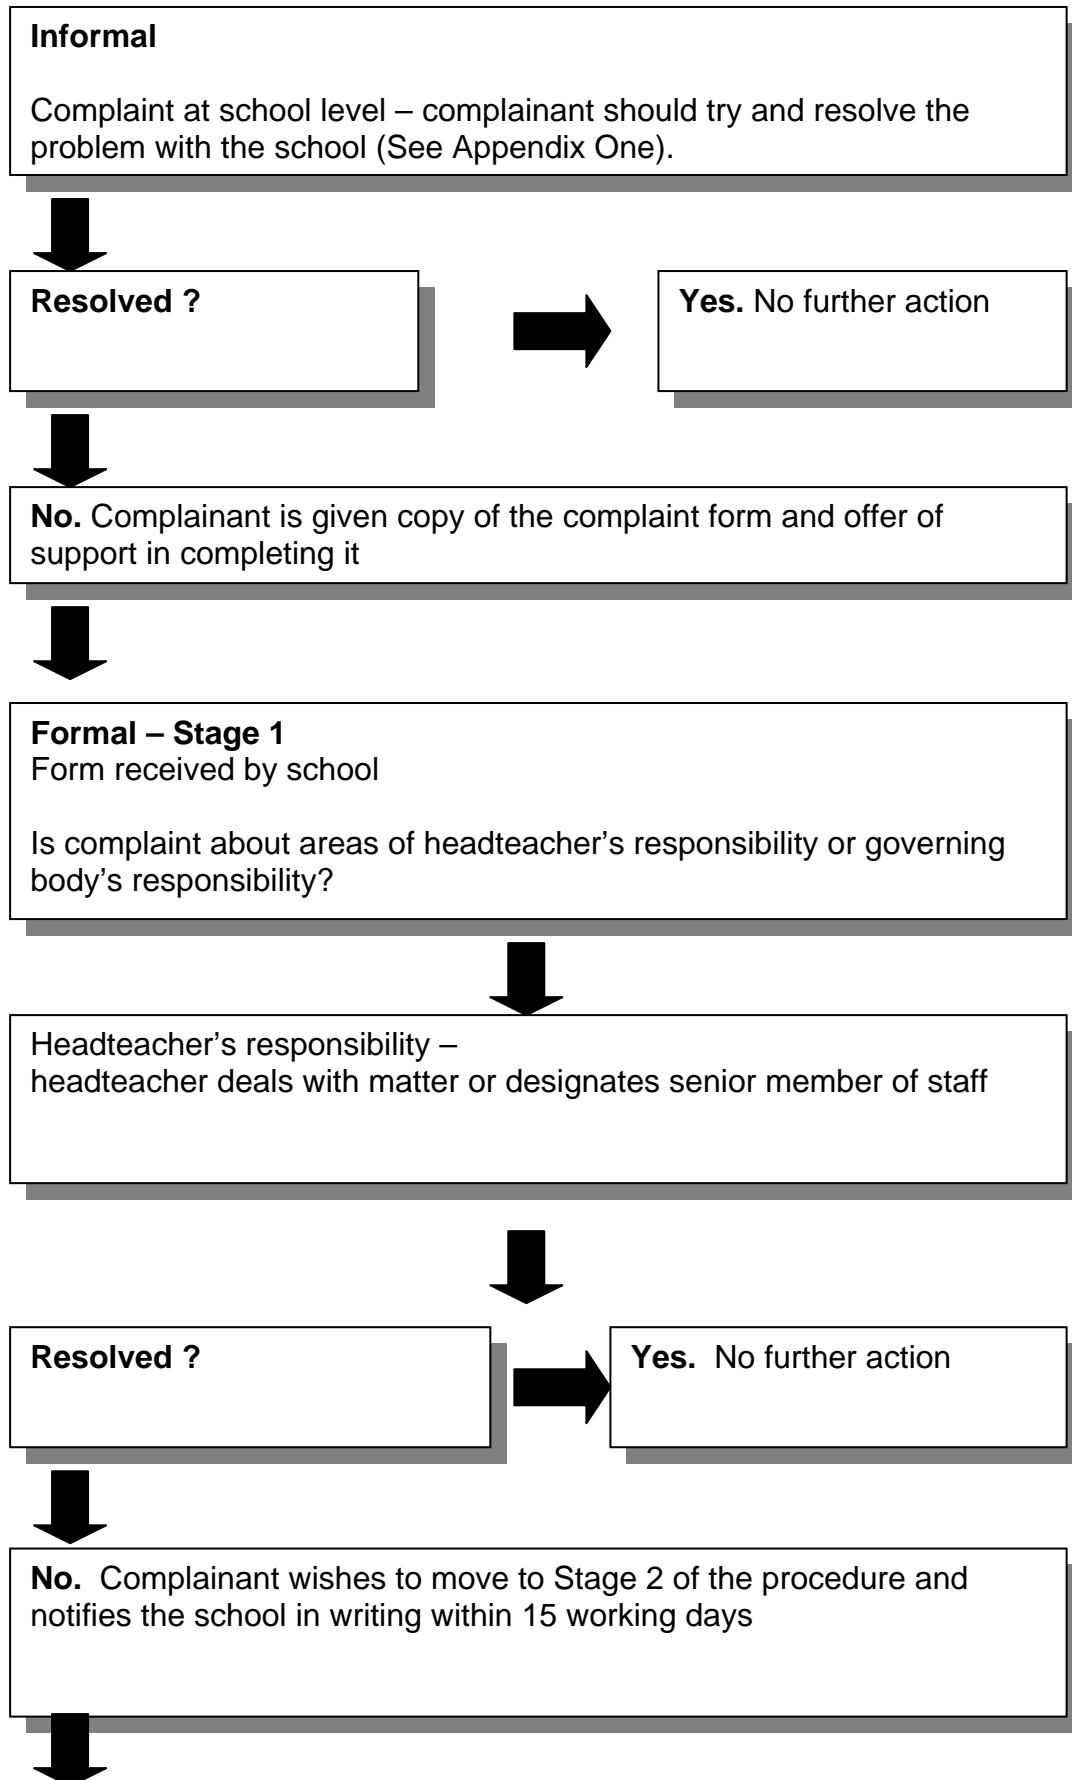 Informal
Complaint at school level – complainant should try and resolve the
problem with the school (See Appendix One).
Resolved ?
Yes. No further action
No. Complainant is given copy of the complaint form and offer of
support in completing it
Formal – Stage 1
Form received by school
Is complaint about areas of headteacher's responsibility or governing
body's responsibility?
Headteacher's responsibility –
headteacher deals with matter or designates senior member of staff
Resolved ?
Yes.  No further action
No.  Complainant wishes to move to Stage 2 of the procedure and
notifies the school in writing within 15 working days